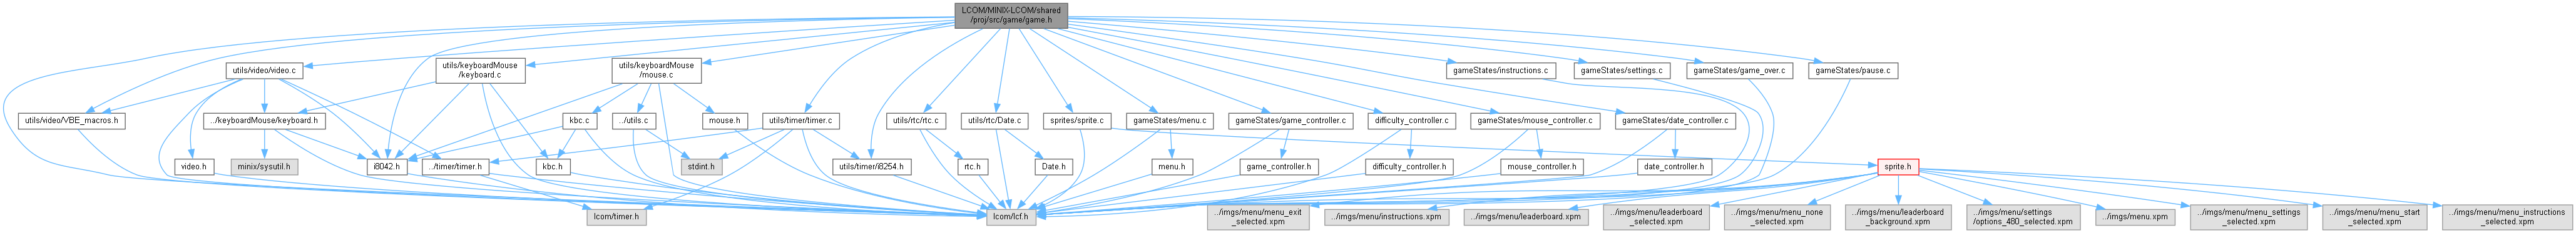 LCOM/MINIX-LCOM/shared
/proj/src/game/game.h
utils/video/video.c
utils/keyboardMouse
/keyboard.c
utils/keyboardMouse
/mouse.c
gameStates/instructions.c
gameStates/settings.c
gameStates/game_over.c
gameStates/pause.c
utils/video/VBE_macros.h
../keyboardMouse/keyboard.h
kbc.c
../utils.c
mouse.h
utils/timer/timer.c
utils/rtc/rtc.c
utils/rtc/Date.c
sprites/sprite.c
gameStates/menu.c
gameStates/game_controller.c
difficulty_controller.c
gameStates/mouse_controller.c
gameStates/date_controller.c
video.h
minix/sysutil.h
i8042.h
../timer/timer.h
kbc.h
stdint.h
utils/timer/i8254.h
rtc.h
Date.h
menu.h
game_controller.h
difficulty_controller.h
mouse_controller.h
date_controller.h
sprite.h
lcom/timer.h
lcom/lcf.h
../imgs/menu/menu_exit
_selected.xpm
../imgs/menu/instructions.xpm
../imgs/menu/leaderboard.xpm
../imgs/menu/leaderboard
_selected.xpm
../imgs/menu/menu_none
_selected.xpm
../imgs/menu/leaderboard
_background.xpm
../imgs/menu/settings
/options_480_selected.xpm
../imgs/menu.xpm
../imgs/menu/menu_settings
_selected.xpm
../imgs/menu/menu_start
_selected.xpm
../imgs/menu/menu_instructions
_selected.xpm